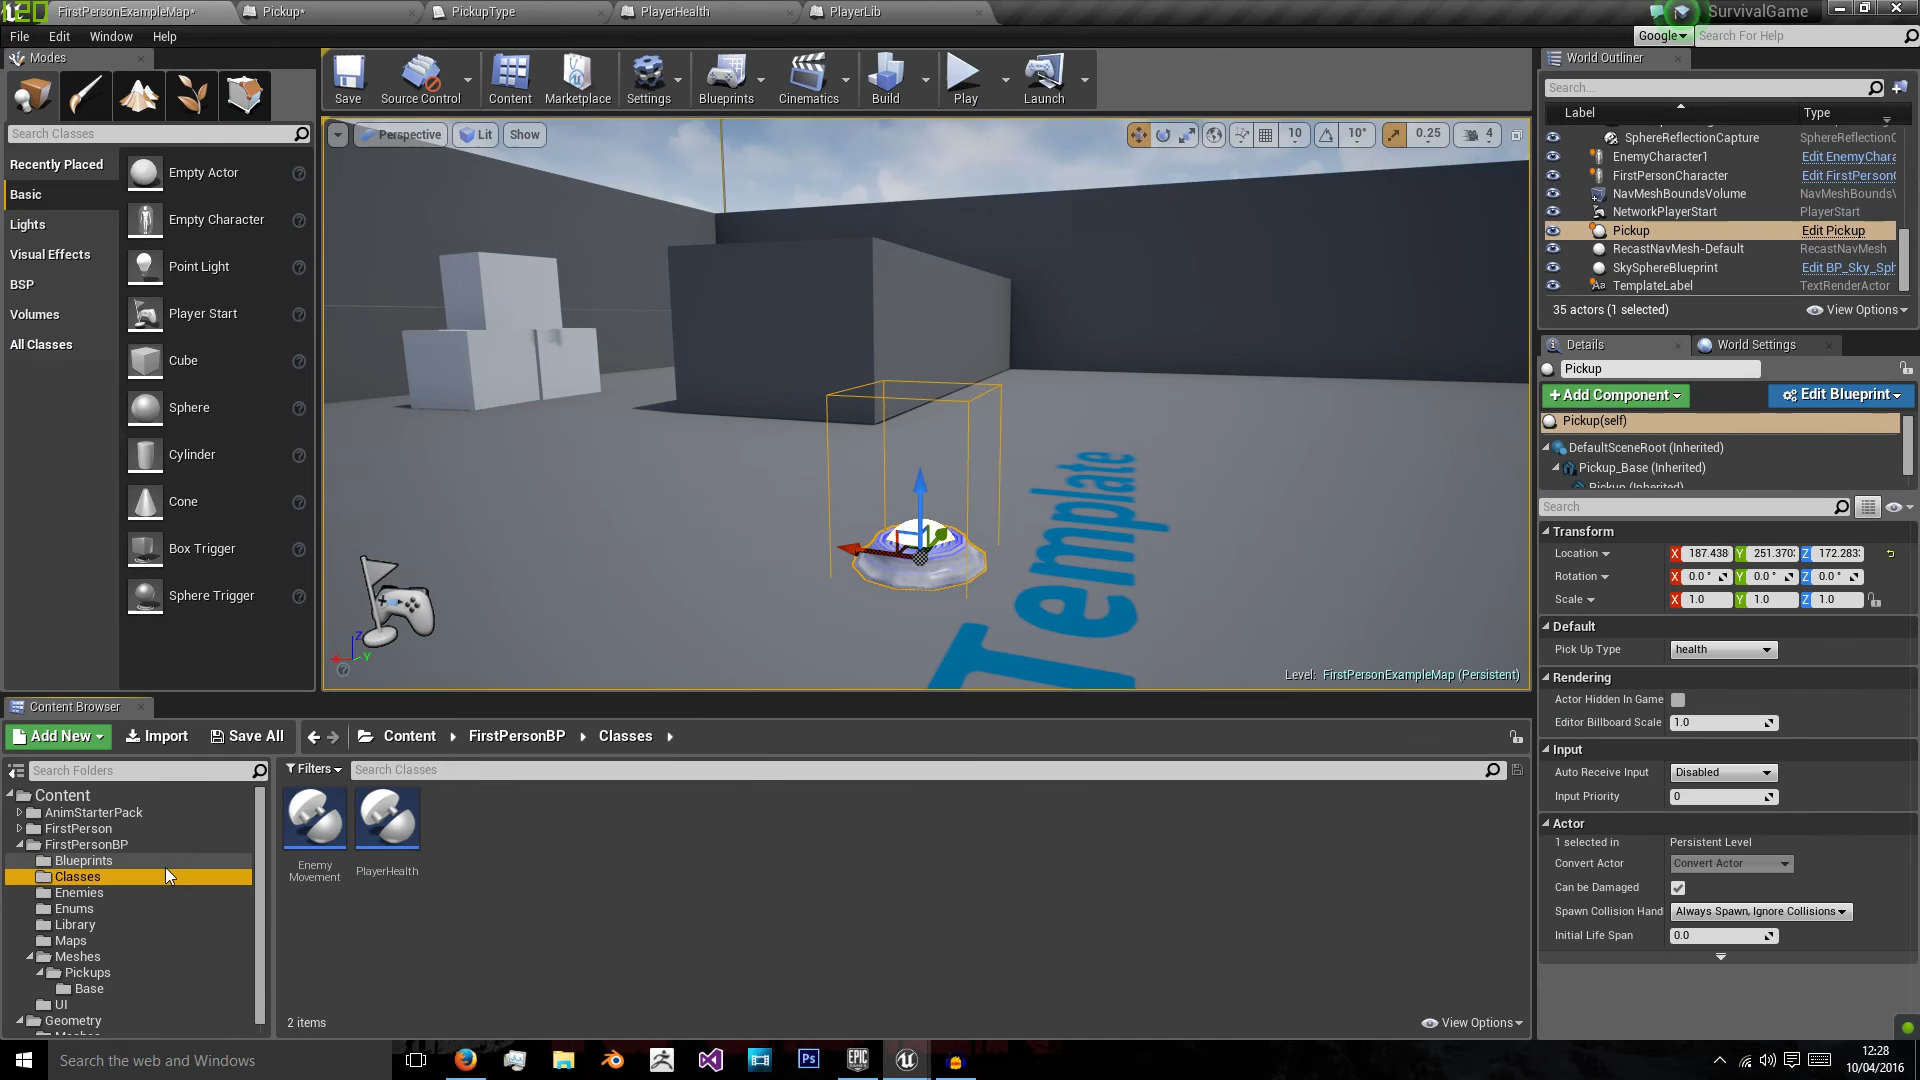 FirstPersonExampleMap*
Pickup*
PickupType
PlayerHealth
PlayerLib
SurvivalGame
File
Edit
Window
Help
Google
Search For Help
Modes
Save
Source Control
Content
Marketplace
Settings
Blueprints
Cinematics
Build
Play
Launch
World Outliner
Search...
Label
Type
SphereReflectionCapture
SphereReflectionC
EnemyCharacter1
Edit EnemyChara
FirstPersonCharacter
Edit FirstPersonC
NavMeshBoundsVolume
NavMeshBoundsV
NetworkPlayerStart
PlayerStart
Pickup
Edit Pickup
RecastNavMesh-Default
RecastNavMesh
SkySphereBlueprint
Edit BP_Sky_Sph
TemplateLabel
TextRenderActor
35 actors (1 selected)
View Options
Search Classes
Recently Placed
Basic
Lights
Visual Effects
BSP
Volumes
All Classes
Empty Actor
Empty Character
Point Light
Player Start
Cube
Sphere
Cylinder
Cone
Box Trigger
Sphere Trigger
Perspective
Lit
Show
10
10°
0.25
4
Template
Level: FirstPersonExampleMap (Persistent)
X
Z
Y
Details
World Settings
Pickup
+Add Component
Edit Blueprint
Pickup(self)
DefaultSceneRoot (Inherited)
Pickup_Base (Inherited)
Pickup (Inherited)
Search
Transform
Location
X 187.438 Y 251.370 Z 172.283
Rotation
X 0.0 ° Y 0.0 ° Z 0.0 °
Scale
X 1.0 Y 1.0 Z 1.0
Default
Pick Up Type
health
Rendering
Actor Hidden In Game
Editor Billboard Scale
1.0
Input
Auto Receive Input
Disabled
Input Priority
0
Actor
1 selected in
Persistent Level
Convert Actor
Convert Actor
Can be Damaged
Spawn Collision Hand
Always Spawn, Ignore Collisions
Initial Life Span
0.0
Content Browser
Add New
Import
Save All
Content
FirstPersonBP
Classes
Search Folders
Filters
Search Classes
Content
AnimStarterPack
FirstPerson
FirstPersonBP
Blueprints
Classes
Enemies
Enums
Library
Maps
Meshes
Pickups
Base
UI
Geometry
Meshes
Enemy
Movement
PlayerHealth
2 items
View Options
Search the web and Windows
Ps
EPIC
GAMES
12:28
10/04/2016